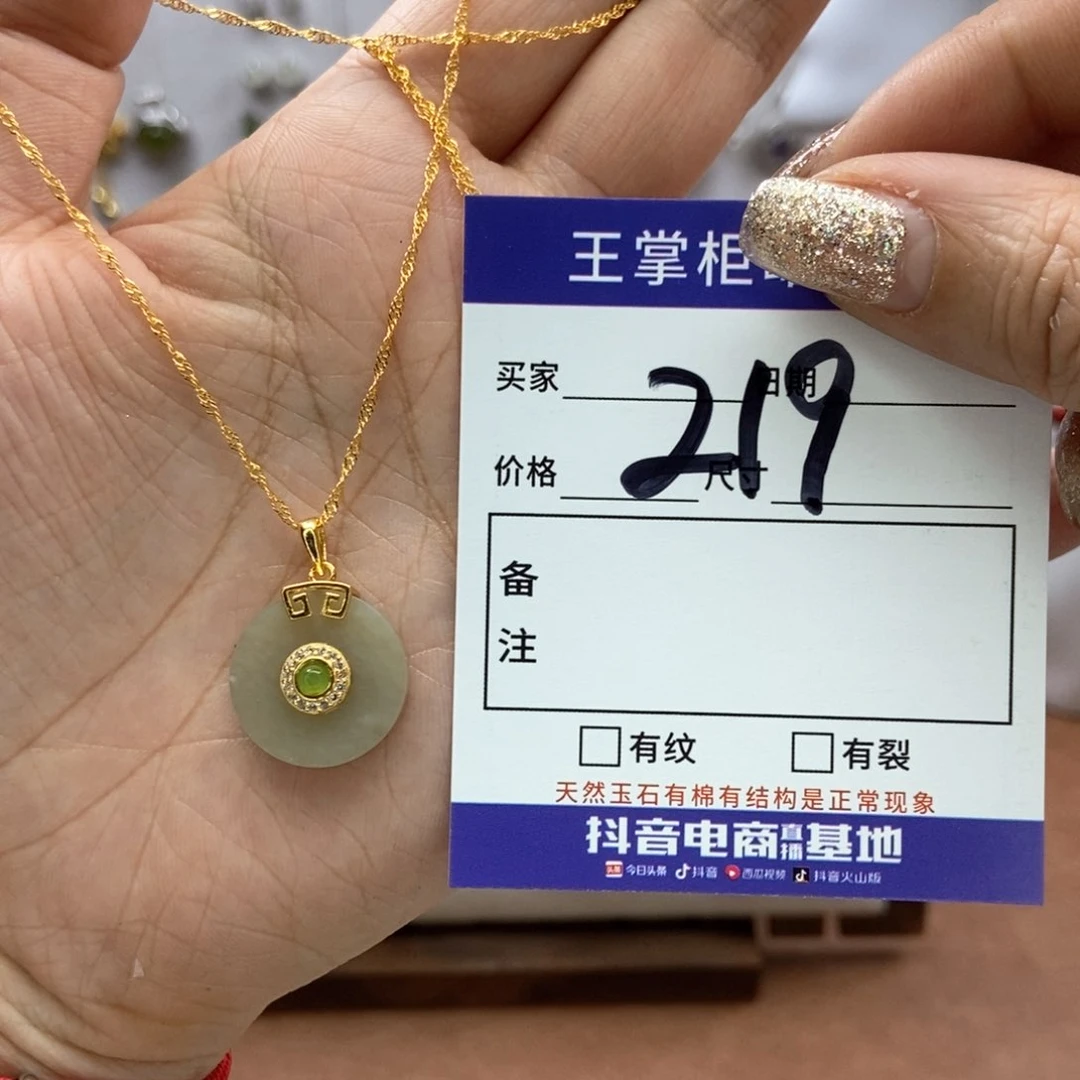 王掌柜
买家 日期
219
价格 尺寸
备
注
有纹 有裂
天然玉石有棉有结构是正常现象
抖音电商直播基地
头条 今日头条 抖音 西瓜视频 抖音火山版